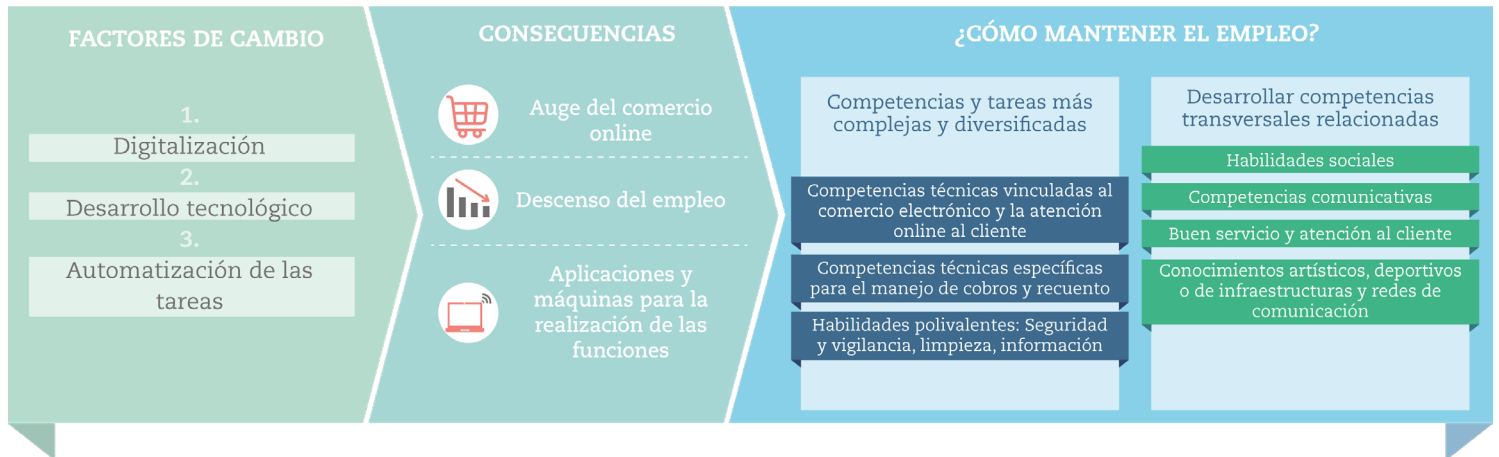 FACTORES DE CAMBIO
1.
Digitalización
2.
Desarrollo tecnológico
3.
Automatización de las
tareas
CONSECUENCIAS
Auge del comercio
online
Descenso del empleo
Aplicaciones y
máquinas para la
realización de las
funciones
¿CÓMO MANTENER EL EMPLEO?
Competencias y tareas más
complejas y diversificadas
Competencias técnicas vinculadas al
comercio electrónico y la atención
online al cliente
Competencias técnicas específicas
para el manejo de cobros y recuento
Habilidades polivalentes: Seguridad
y vigilancia, limpieza, información
Desarrollar competencias
transversales relacionadas
Habilidades sociales
Competencias comunicativas
Buen servicio y atención al cliente
Conocimientos artísticos, deportivos
o de infraestructuras y redes de
comunicación